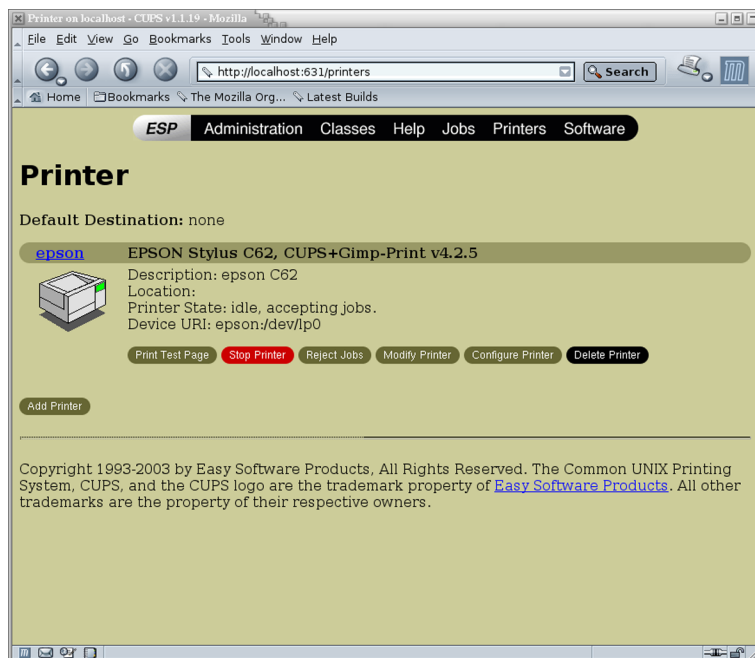 Printer on localhost - CUPS v1.1.19 - Mozilla
File Edit View Go Bookmarks Tools Window Help
http://localhost:631/printers Search
Home Bookmarks The Mozilla Org... Latest Builds
ESP Administration Classes Help Jobs Printers Software
Printer
Default Destination: none
epson EPSON Stylus C62, CUPS+Gimp-Print v4.2.5
Description: epson C62
Location:
Printer State: idle, accepting jobs.
Device URI: epson:/dev/lp0
Print Test Page Stop Printer Reject Jobs Modify Printer Configure Printer Delete Printer
Add Printer
Copyright 1993-2003 by Easy Software Products, All Rights Reserved. The Common UNIX Printing
System, CUPS, and the CUPS logo are the trademark property of Easy Software Products. All other
trademarks are the property of their respective owners.